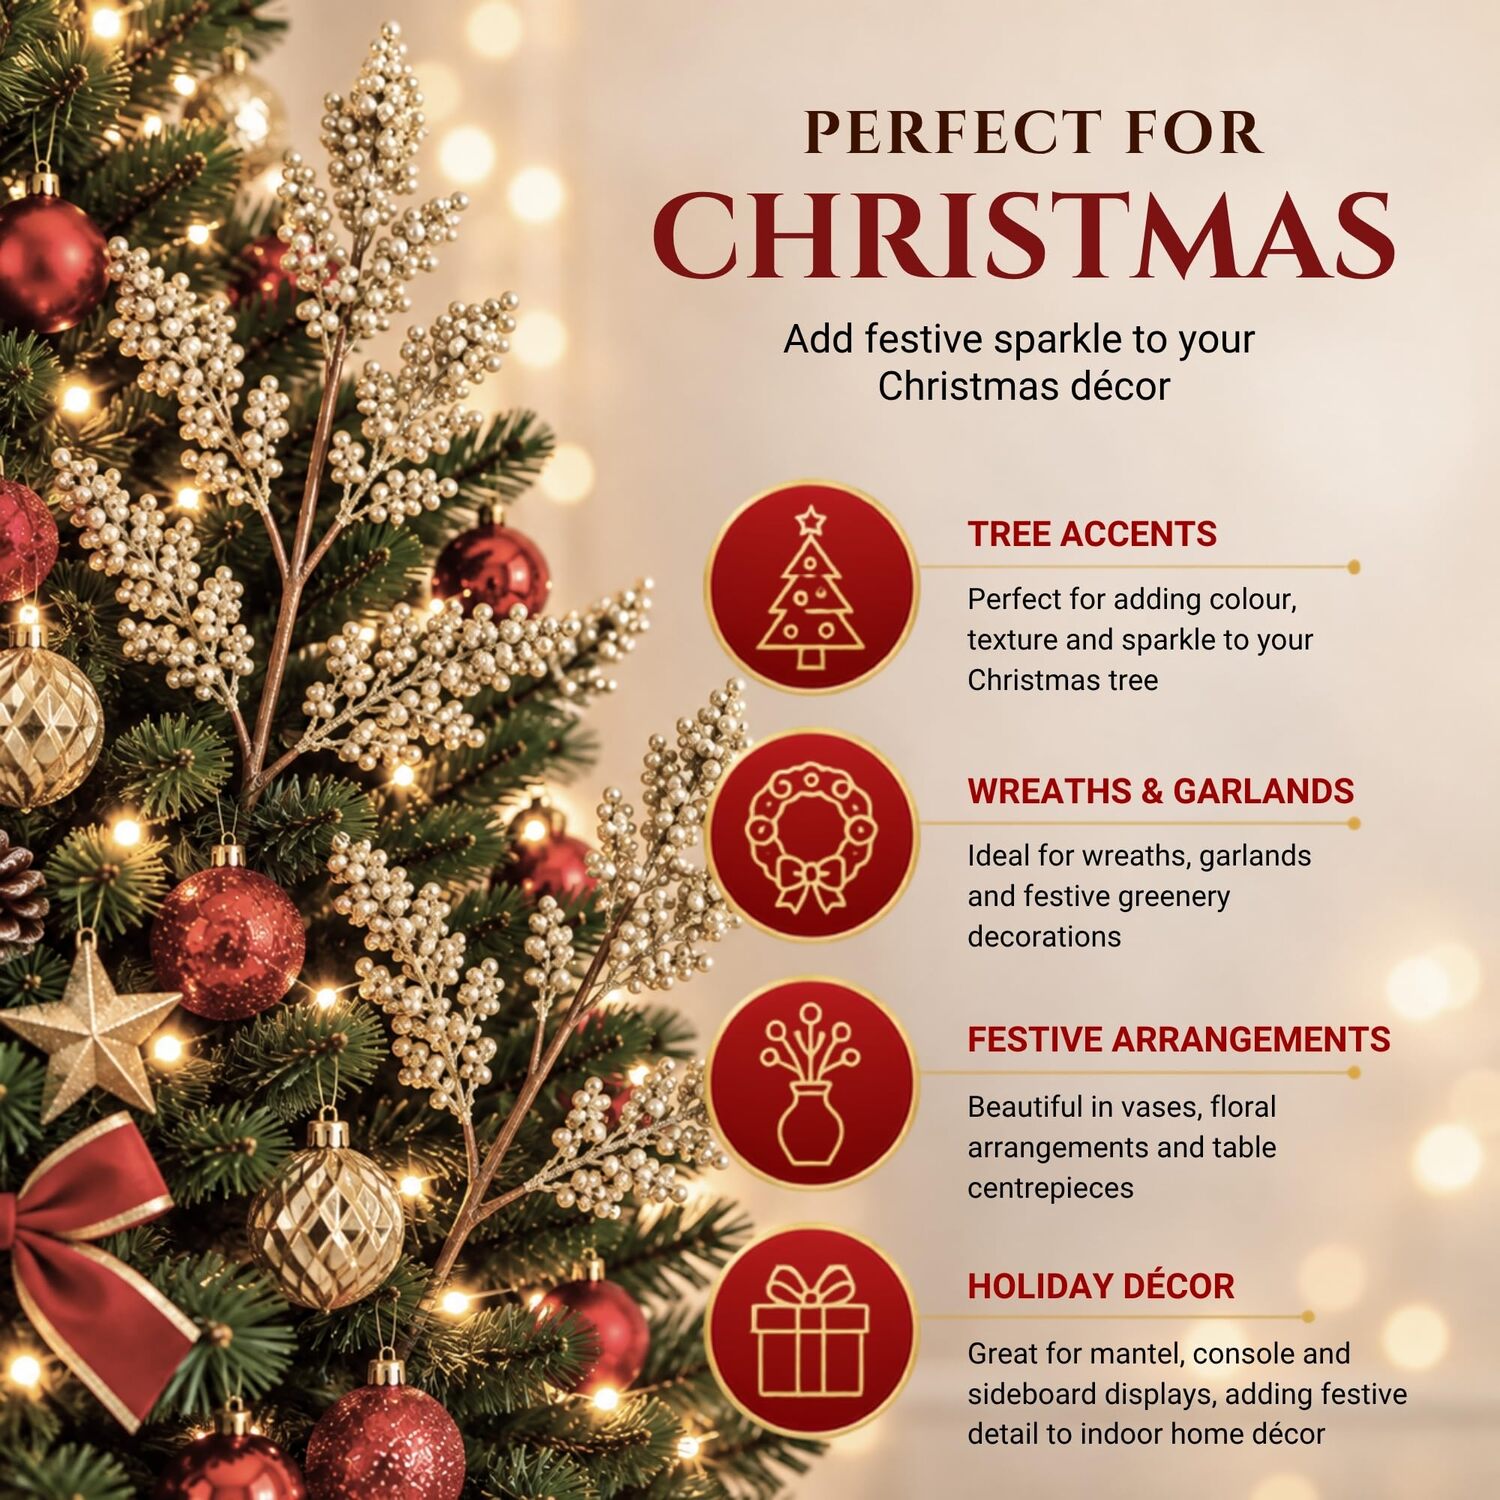 PERFECT FOR
CHRISTMAS
Add festive sparkle to your
Christmas décor
TREE ACCENTS
Perfect for adding colour,
texture and sparkle to your
Christmas tree
WREATHS & GARLANDS
Ideal for wreaths, garlands
and festive greenery
decorations
FESTIVE ARRANGEMENTS
Beautiful in vases, floral
arrangements and table
centrepieces
HOLIDAY DÉCOR
Great for mantel, console and
sideboard displays, adding festive
detail to indoor home décor